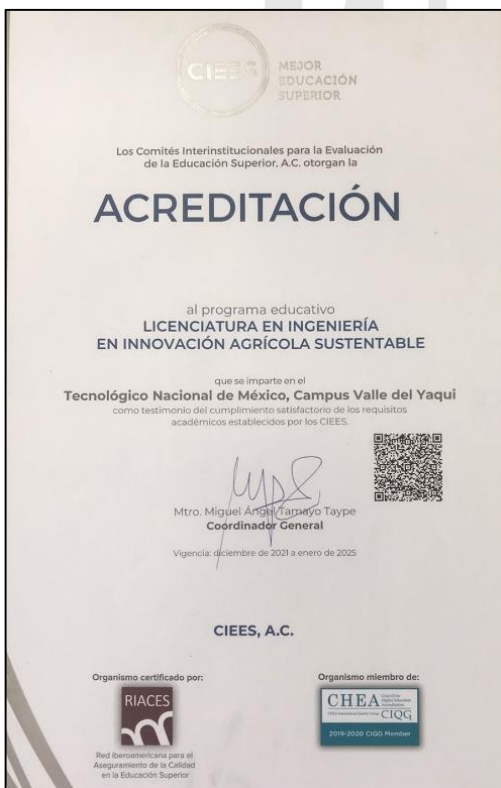 CIEES
MEJOR
EDUCACIÓN
SUPERIOR
Los Comités Interinstitucionales para la Evaluación
de la Educación Superior, A.C. otorgan la
ACREDITACIÓN
al programa educativo
LICENCIATURA EN INGENIERÍA
EN INNOVACIÓN AGRÍCOLA SUSTENTABLE
que se imparte en el
Tecnológico Nacional de México, Campus Valle del Yaqui
como testimonio del cumplimiento satisfactorio de los requisitos
académicos establecidos por los CIEES.
Mtro. Miguel Ángel Tamayo Taype
Coordinador General
Vigencia: diciembre de 2021 a enero de 2025
CIEES, A.C.
Organismo certificado por:
RIACES
Red Iberoamericana para el
Aseguramiento de la Calidad
en la Educación Superior
Organismo miembro de:
CHEA
CIQG
2019-2020 CIQG Member